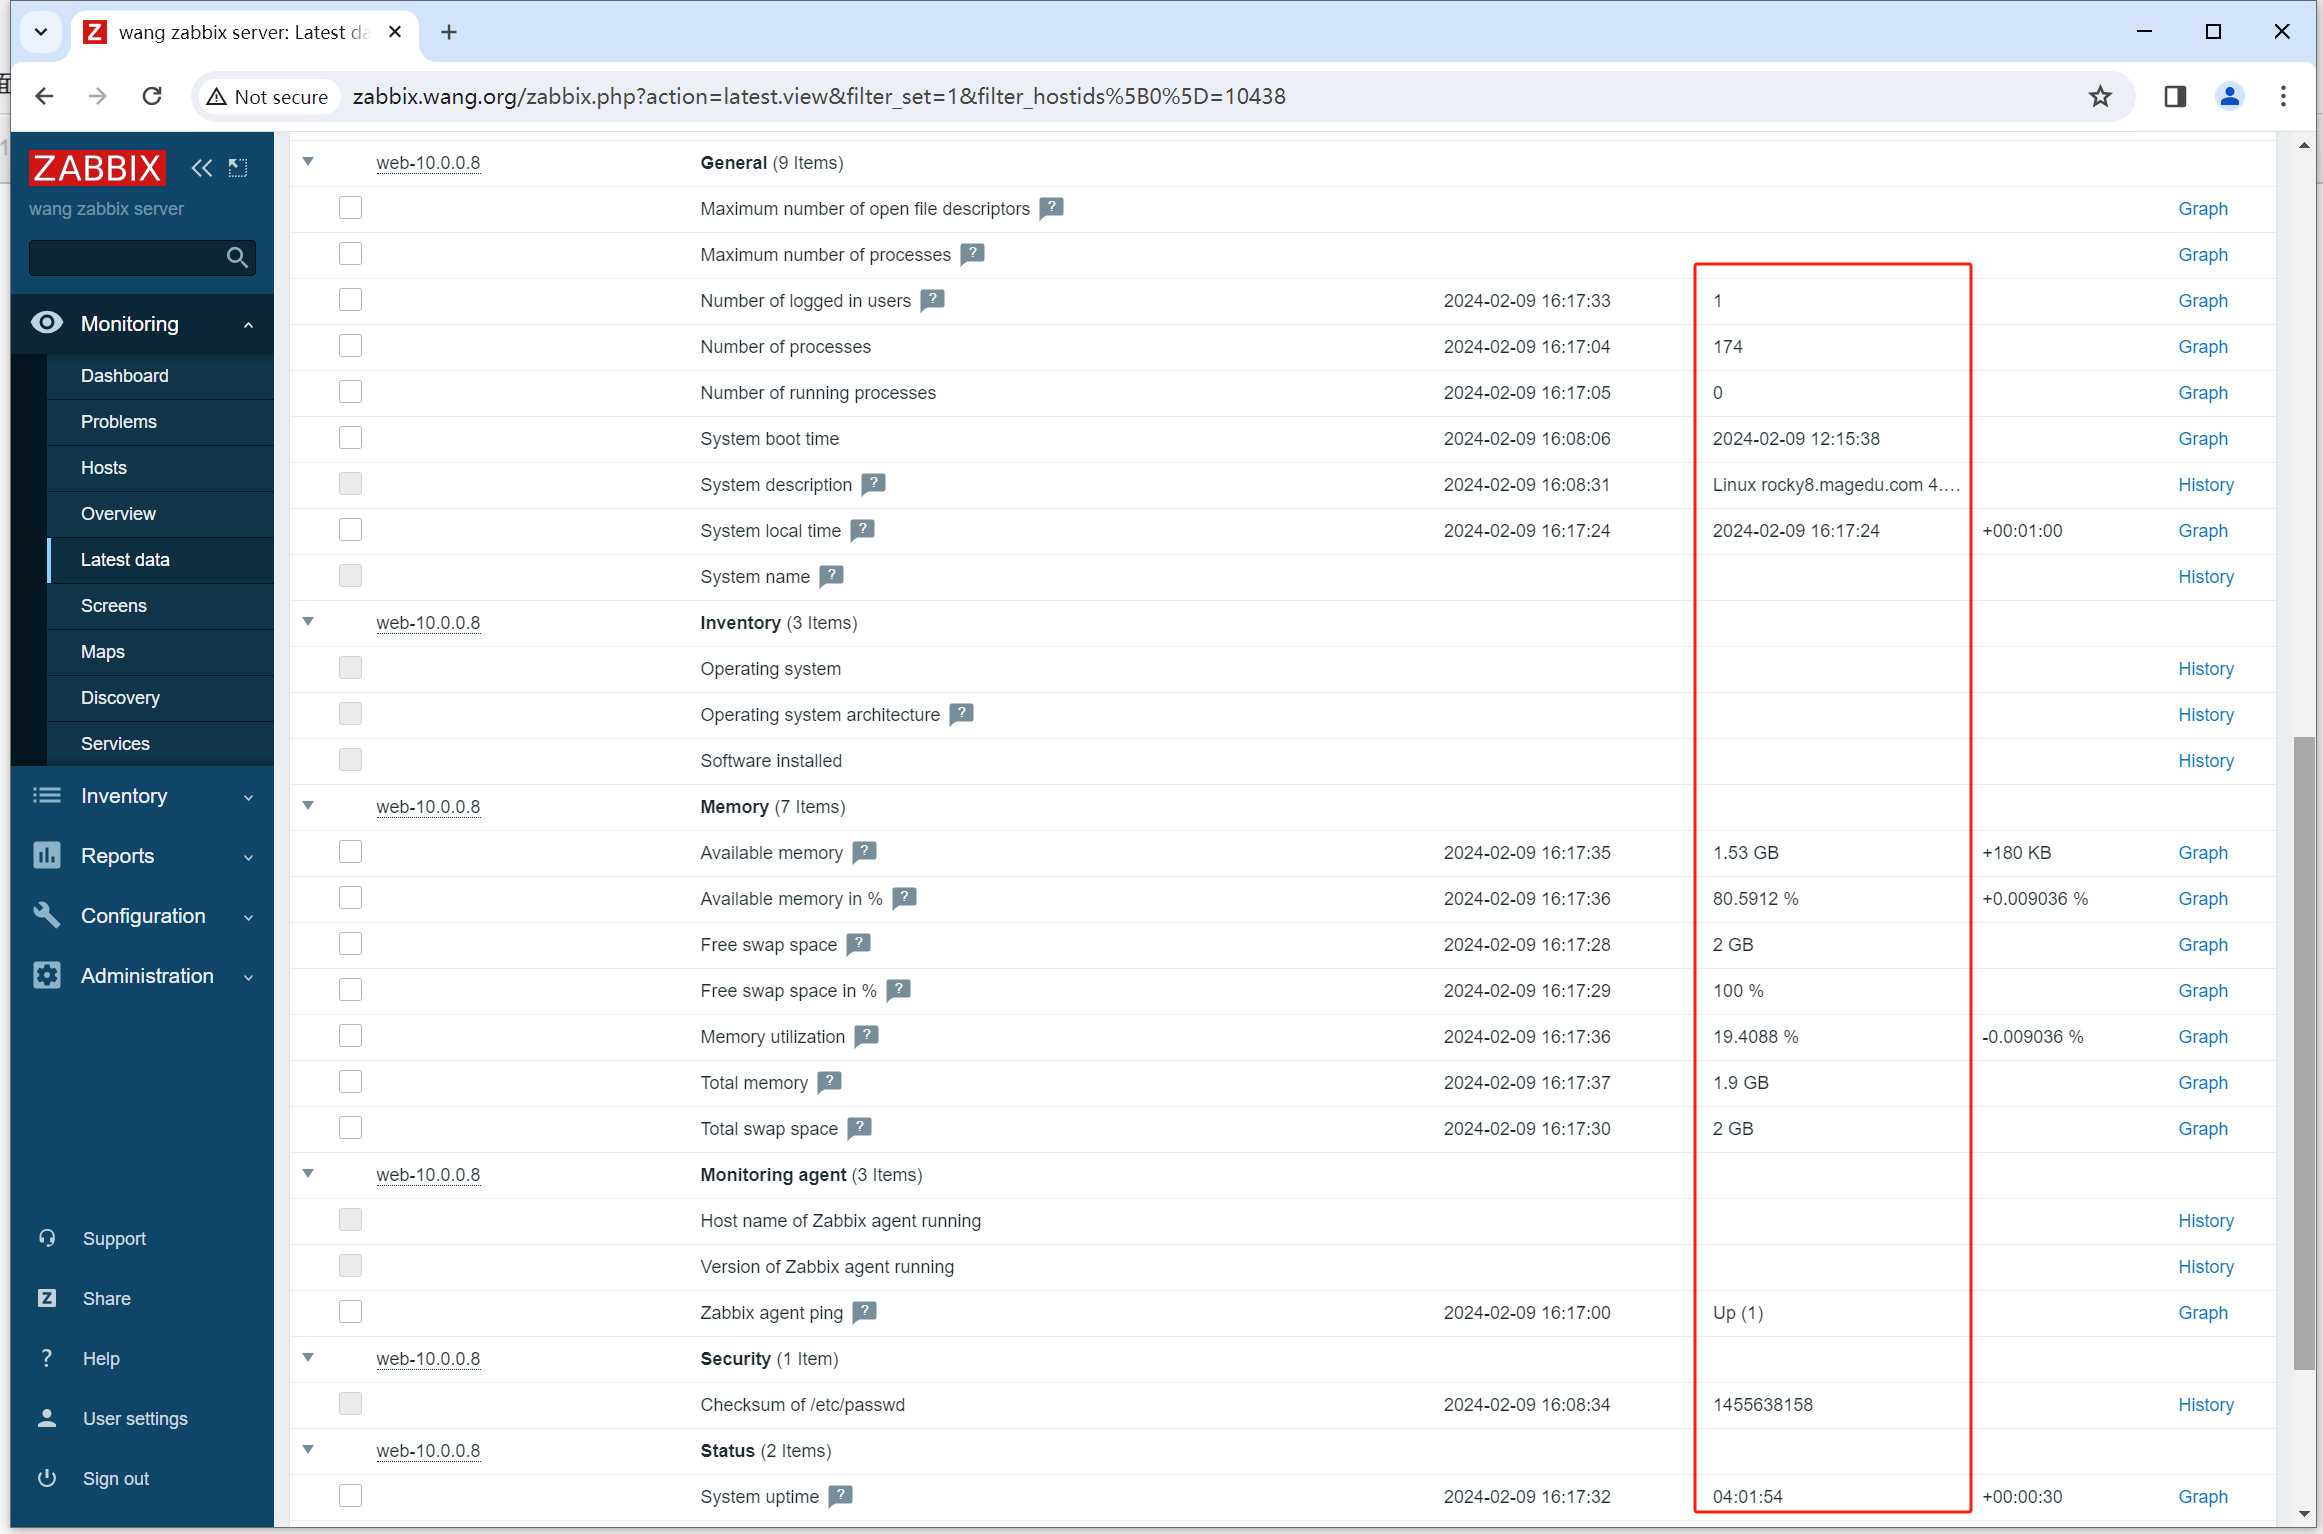 wang zabbix server: Latest da
Not secure
zabbix.wang.org/zabbix.php?action=latest.view&filter_set=1&filter_hostids%5B0%5D=10438
面
1
ZABBIX
wang zabbix server
Monitoring
Dashboard
Problems
Hosts
Overview
Latest data
Screens
Maps
Discovery
Services
Inventory
Reports
Configuration
Administration
Support
Share
Help
User settings
Sign out
web-10.0.0.8 General (9 Items)
Maximum number of open file descriptors ? Graph
Maximum number of processes ? Graph
Number of logged in users ? 2024-02-09 16:17:33 1 Graph
Number of processes 2024-02-09 16:17:04 174 Graph
Number of running processes 2024-02-09 16:17:05 0 Graph
System boot time 2024-02-09 16:08:06 2024-02-09 12:15:38 Graph
System description ? 2024-02-09 16:08:31 Linux rocky8.magedu.com 4.... History
System local time ? 2024-02-09 16:17:24 2024-02-09 16:17:24 +00:01:00 Graph
System name ? History
web-10.0.0.8 Inventory (3 Items)
Operating system History
Operating system architecture ? History
Software installed History
web-10.0.0.8 Memory (7 Items)
Available memory ? 2024-02-09 16:17:35 1.53 GB +180 KB Graph
Available memory in % ? 2024-02-09 16:17:36 80.5912 % +0.009036 % Graph
Free swap space ? 2024-02-09 16:17:28 2 GB Graph
Free swap space in % ? 2024-02-09 16:17:29 100 % Graph
Memory utilization ? 2024-02-09 16:17:36 19.4088 % -0.009036 % Graph
Total memory ? 2024-02-09 16:17:37 1.9 GB Graph
Total swap space ? 2024-02-09 16:17:30 2 GB Graph
web-10.0.0.8 Monitoring agent (3 Items)
Host name of Zabbix agent running History
Version of Zabbix agent running History
Zabbix agent ping ? 2024-02-09 16:17:00 Up (1) Graph
web-10.0.0.8 Security (1 Item)
Checksum of /etc/passwd 2024-02-09 16:08:34 1455638158 History
web-10.0.0.8 Status (2 Items)
System uptime ? 2024-02-09 16:17:32 04:01:54 +00:00:30 Graph